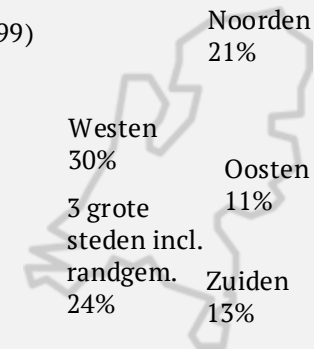 99)
Noorden
21%
Westen
30%
Oosten
11%
3 grote
steden incl.
randgem.
24%
Zuiden
13%